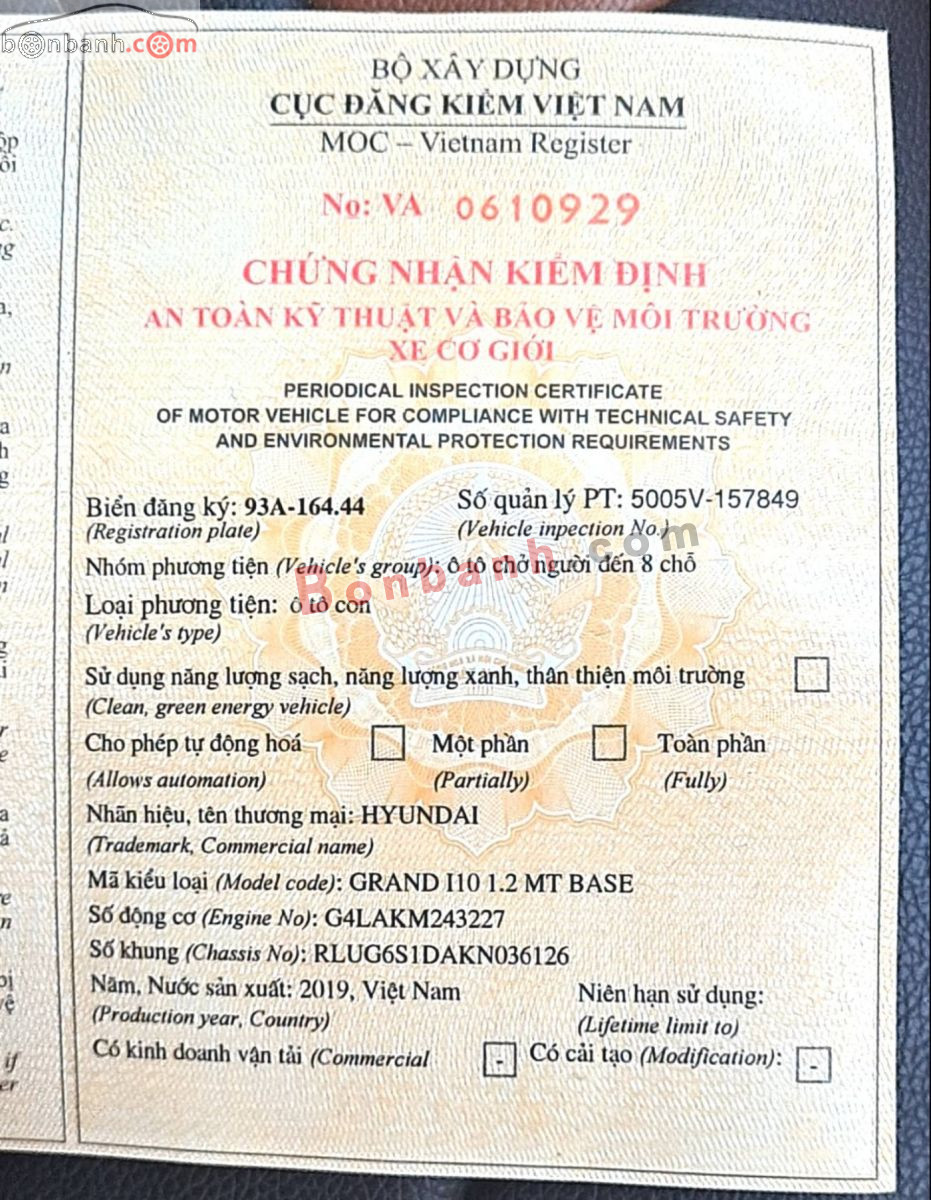 bonbanh.com
BỘ XÂY DỰNG
CỤC ĐĂNG KIỂM VIỆT NAM
MOC – Vietnam Register
No: VA 0610929
CHỨNG NHẬN KIỂM ĐỊNH
AN TOÀN KỸ THUẬT VÀ BẢO VỆ MÔI TRƯỜNG
XE CƠ GIỚI
PERIODICAL INSPECTION CERTIFICATE
OF MOTOR VEHICLE FOR COMPLIANCE WITH TECHNICAL SAFETY
AND ENVIRONMENTAL PROTECTION REQUIREMENTS
Biển đăng ký: 93A-164.44 Số quản lý PT: 5005V-157849
(Registration plate) (Vehicle inpection No.)
Nhóm phương tiện (Vehicle's group): ô tô chở người đến 8 chỗ
Bonbanh.com
Loại phương tiện: ô tô con
(Vehicle's type)
Sử dụng năng lượng sạch, năng lượng xanh, thân thiện môi trường
(Clean, green energy vehicle)
Cho phép tự động hoá Một phần Toàn phần
(Allows automation) (Partially) (Fully)
Nhãn hiệu, tên thương mại: HYUNDAI
(Trademark, Commercial name)
Mã kiểu loại (Model code): GRAND I10 1.2 MT BASE
Số động cơ (Engine No): G4LAKM243227
Số khung (Chassis No): RLUG6S1DAKN036126
Năm, Nước sản xuất: 2019, Việt Nam Niên hạn sử dụng:
(Production year, Country) (Lifetime limit to)
Có kinh doanh vận tải (Commercial - Có cải tạo (Modification): -